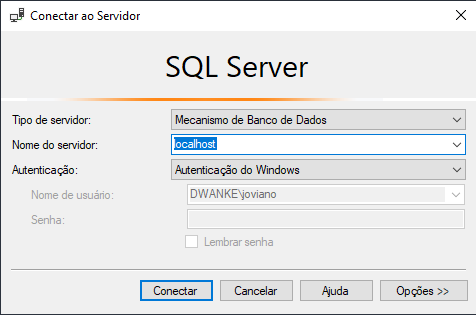 Conectar ao Servidor
SQL Server
Tipo de servidor: Mecanismo de Banco de Dados
Nome do servidor: localhost
Autenticação: Autenticação do Windows
Nome de usuário: DWANKE\joviano
Senha:
Lembrar senha
Conectar Cancelar Ajuda Opções >>